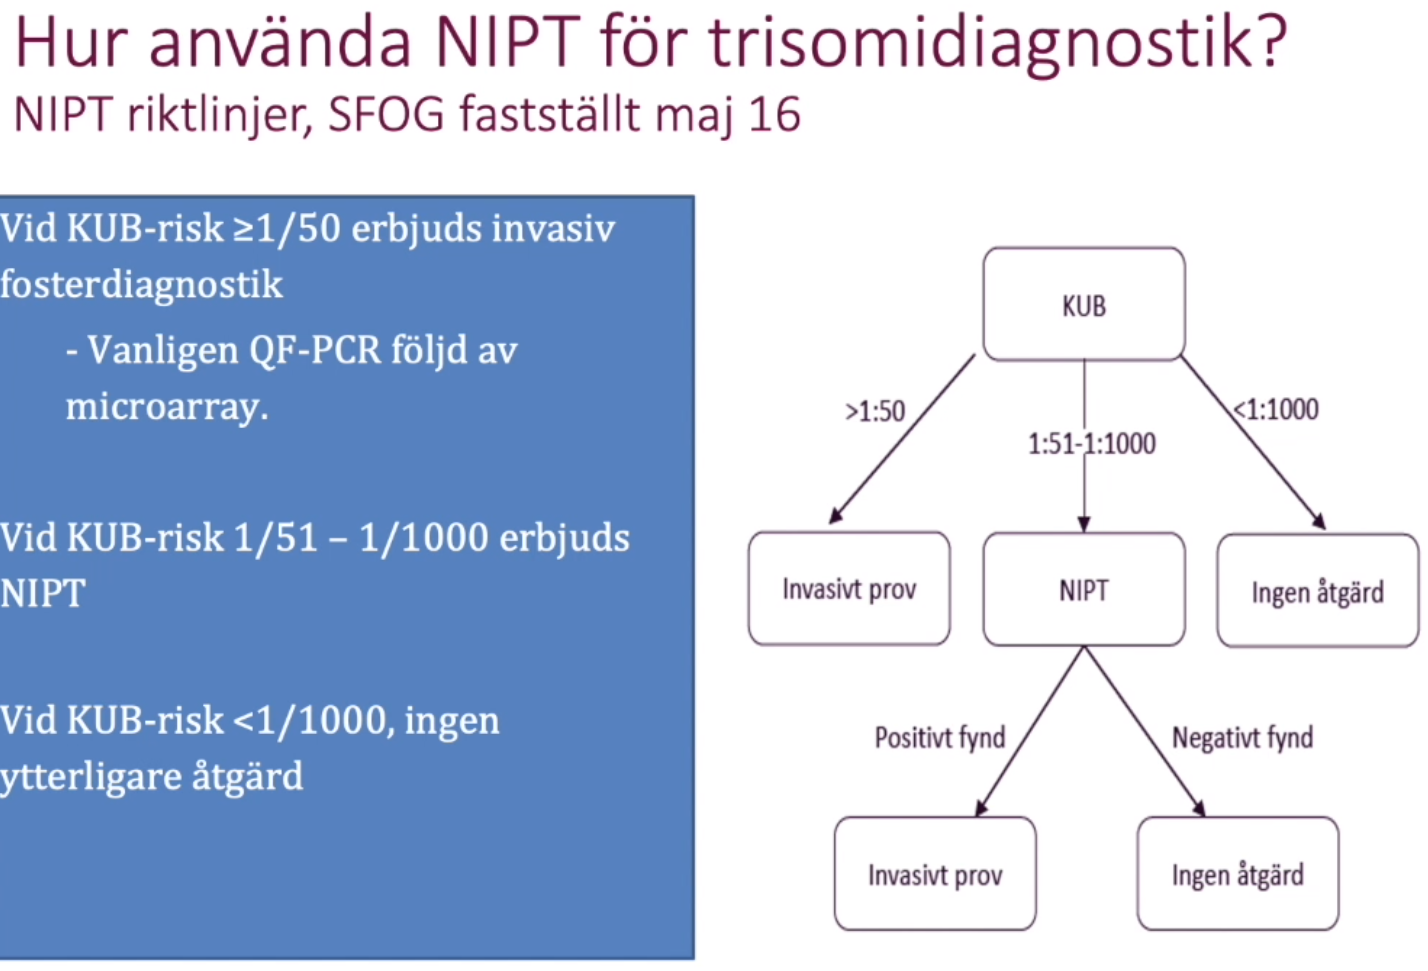 Hur använda NIPT för trisomidiagnostik?
NIPT riktlinjer, SFOG fastställt maj 16
Vid KUB-risk ≥1/50 erbjuds invasiv
fosterdiagnostik
- Vanligen QF-PCR följd av
microarray.
Vid KUB-risk 1/51 – 1/1000 erbjuds
NIPT
Vid KUB-risk <1/1000, ingen
ytterligare åtgärd
KUB
>1:50
1:51-1:1000
<1:1000
Invasivt prov
NIPT
Ingen åtgärd
Positivt fynd
Negativt fynd
Invasivt prov
Ingen åtgärd